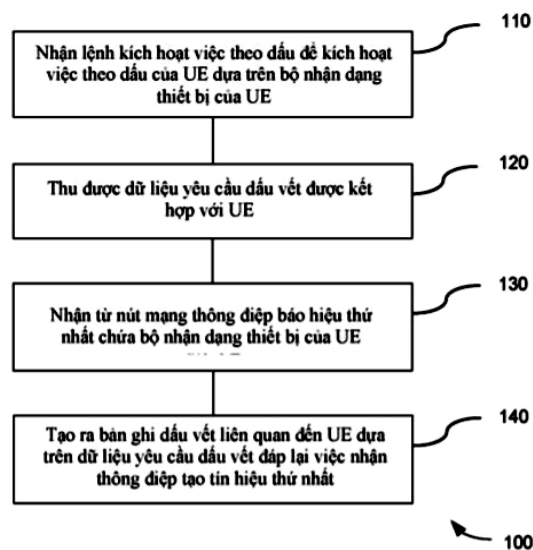 110
Nhận lệnh kích hoạt việc theo dấu để kích hoạt
việc theo dấu của UE dựa trên bộ nhận dạng
thiết bị của UE
120
Thu được dữ liệu yêu cầu dấu vết được kết
hợp với UE
130
Nhận từ nút mạng thông điệp báo hiệu thứ
nhất chứa bộ nhận dạng thiết bị của UE
140
Tạo ra bản ghi dấu vết liên quan đến UE dựa
trên dữ liệu yêu cầu dấu vết đáp lại việc nhận
thông điệp tạo tín hiệu thứ nhất
100